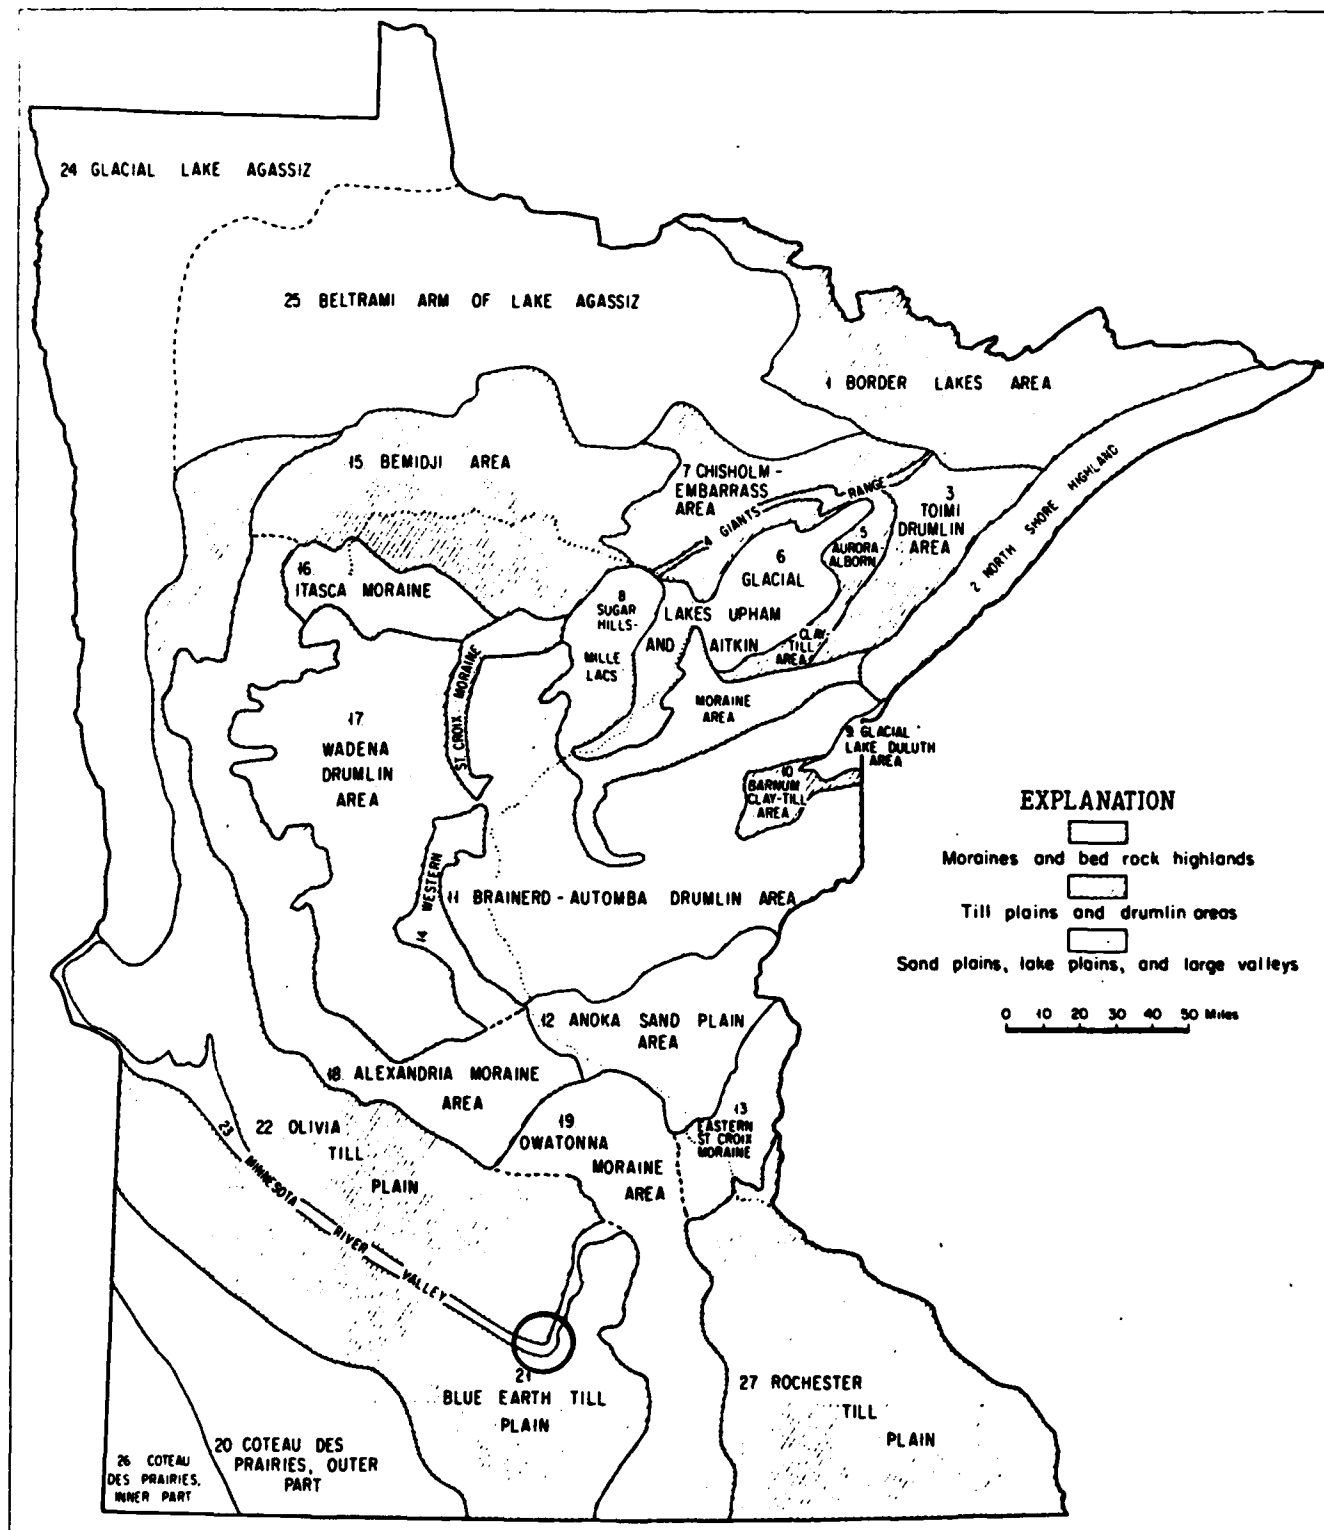 24 GLACIAL LAKE AGASSIZ
25 BELTRAMI ARM OF LAKE AGASSIZ
1 BORDER LAKES AREA
15 BEMIDJI AREA
7 CHISHOLM -
EMBARRASS
AREA
4 GIANTS RANGE
3
TOIMI
DRUMLIN
AREA
2 NORTH SHORE HIGHLAND
5
AURORA-
ALBORN
CLAY-
TILL
AREA
6
GLACIAL
LAKES UPHAM
AND AITKIN
16
ITASCA MORAINE
8
SUGAR
HILLS-
MILLE
LACS
MORAINE
AREA
ST. CROIX MORAINE
17
WADENA
DRUMLIN
AREA
9 GLACIAL
LAKE DULUTH
AREA
10
BARNUM
CLAY-TILL
AREA
14 WESTERN
11 BRAINERD - AUTOMBA DRUMLIN AREA
12 ANOKA SAND PLAIN
AREA
18 ALEXANDRIA MORAINE
AREA
13
EASTERN
ST CROIX
MORAINE
19
OWATONNA
MORAINE
AREA
22 OLIVIA
TILL
PLAIN
23 MINNESOTA RIVER VALLEY
21
BLUE EARTH TILL
PLAIN
27 ROCHESTER
TILL
PLAIN
20 COTEAU DES
PRAIRIES, OUTER
PART
26 COTEAU
DES PRAIRIES,
INNER PART
EXPLANATION
Moraines and bed rock highlands
Till plains and drumlin areas
Sand plains, lake plains, and large valleys
0 10 20 30 40 50 Miles